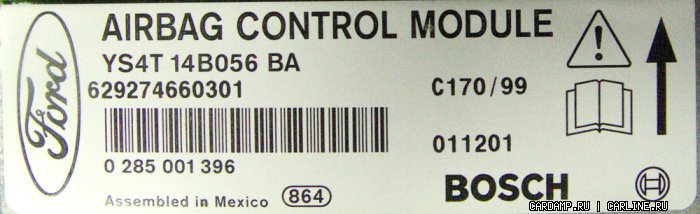 Ford
AIRBAG CONTROL MODULE
YS4T 14B056 BA
629274660301
C170/99
0 285 001 396
011201
Assembled in Mexico 864
BOSCH
CARDAMP.RU | CARLINE.RU